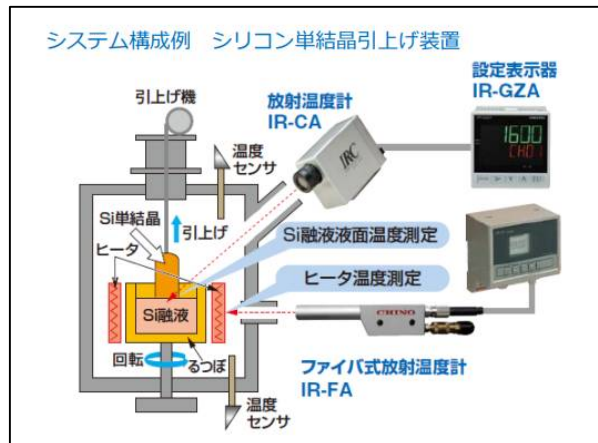 システム構成例　シリコン単結晶引上げ装置
引上げ機
放射温度計
IR-CA
設定表示器
IR-GZA
温度
センサ
IRC
1600
CH01
Si単結晶
引上げ
Si融液液面温度測定
ヒータ
ヒータ温度測定
Si融液
CHINO
回転
るつぼ
ファイバ式放射温度計
IR-FA
温度
センサ